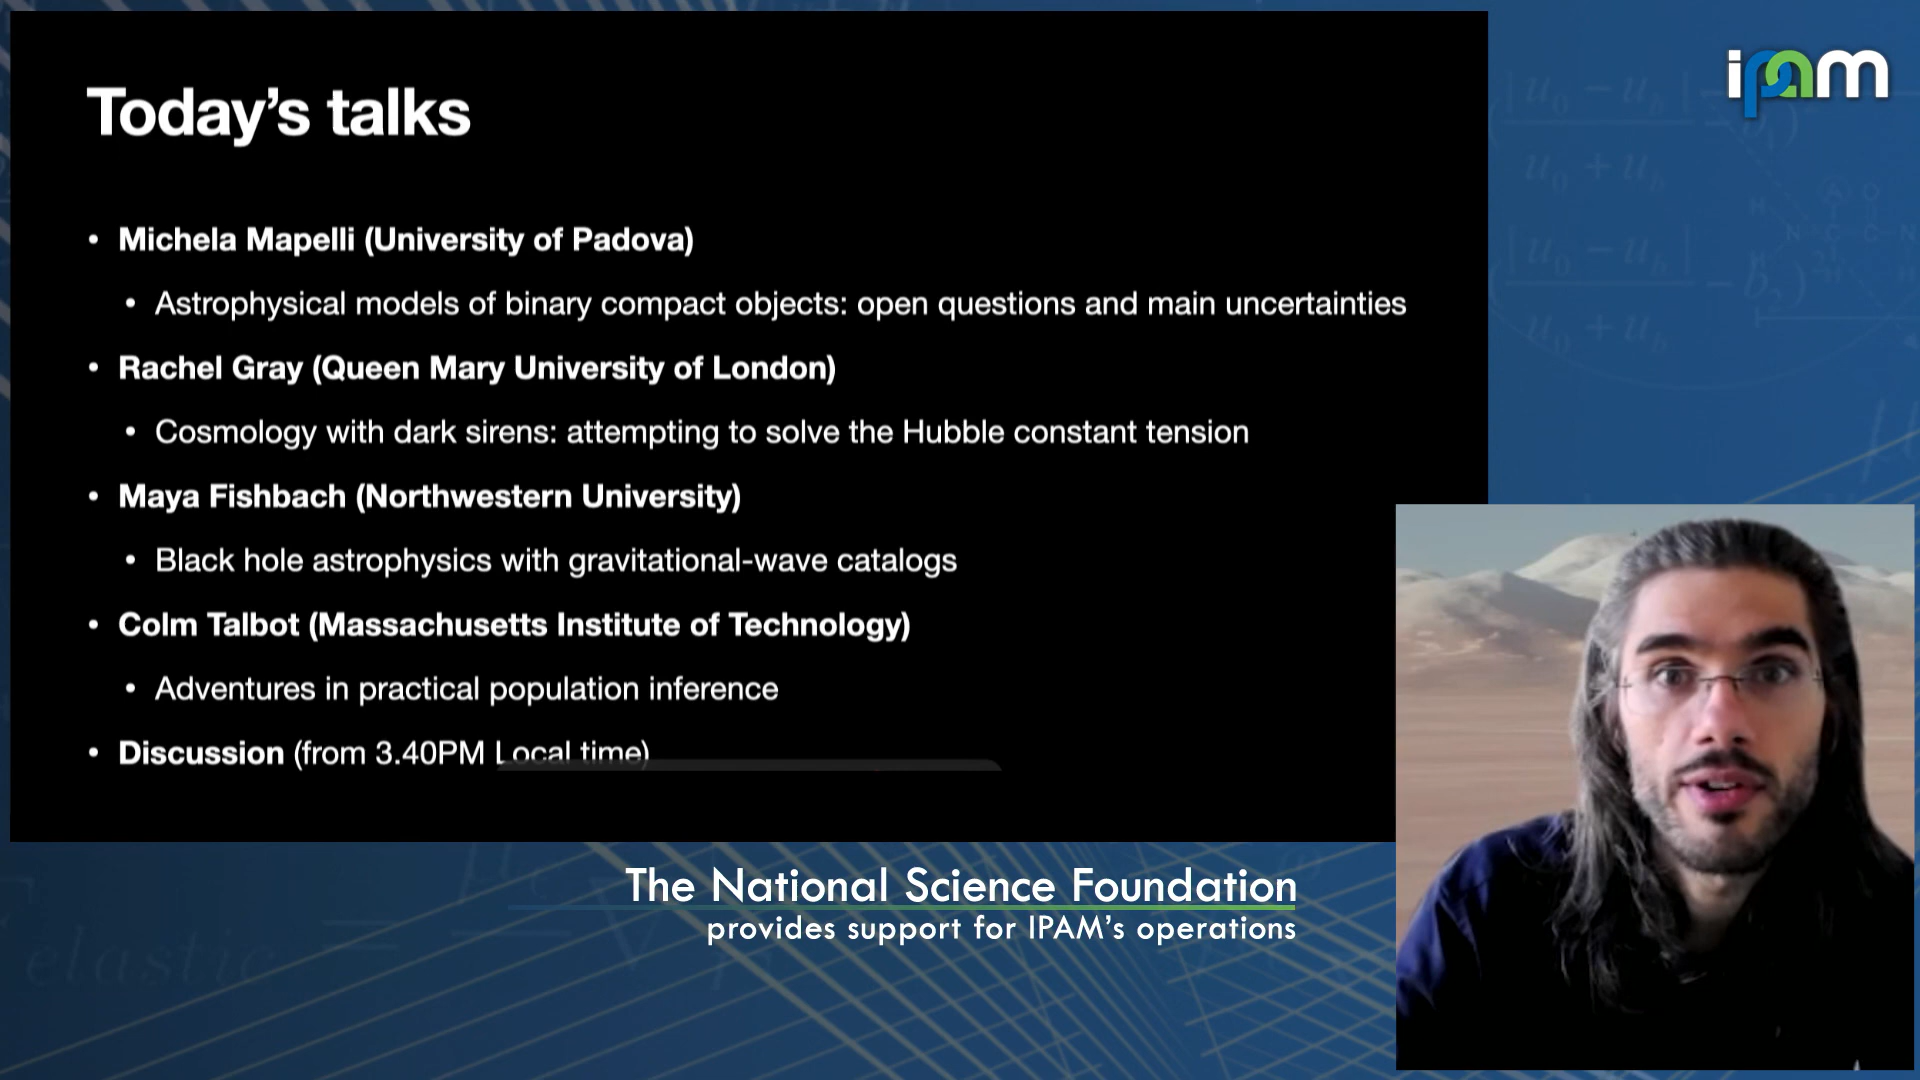 Today's talks
• Michela Mapelli (University of Padova)
• Astrophysical models of binary compact objects: open questions and main uncertainties
• Rachel Gray (Queen Mary University of London)
• Cosmology with dark sirens: attempting to solve the Hubble constant tension
• Maya Fishbach (Northwestern University)
• Black hole astrophysics with gravitational-wave catalogs
• Colm Talbot (Massachusetts Institute of Technology)
• Adventures in practical population inference
• Discussion (from 3.40PM Local time)
ipam
The National Science Foundation
provides support for IPAM's operations
elastic